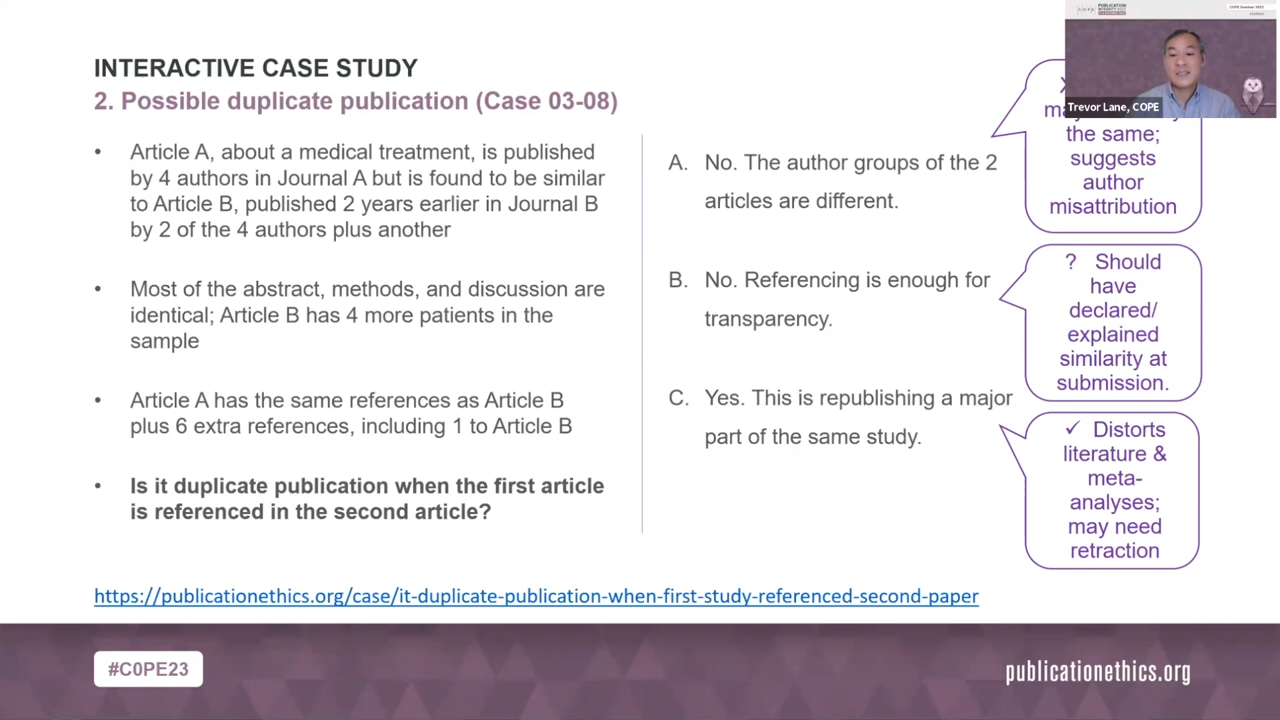 INTERACTIVE CASE STUDY
2. Possible duplicate publication (Case 03-08)
• Article A, about a medical treatment, is published
by 4 authors in Journal A but is found to be similar
to Article B, published 2 years earlier in Journal B
by 2 of the 4 authors plus another
• Most of the abstract, methods, and discussion are
identical; Article B has 4 more patients in the
sample
• Article A has the same references as Article B
plus 6 extra references, including 1 to Article B
• Is it duplicate publication when the first article
is referenced in the second article?
A. No. The author groups of the 2
articles are different.
B. No. Referencing is enough for
transparency.
C. Yes. This is republishing a major
part of the same study.
the same;
suggests
author
misattribution
? Should
have
declared/
explained
similarity at
submission.
✓ Distorts
literature &
meta-
analyses;
may need
retraction
https://publicationethics.org/case/it-duplicate-publication-when-first-study-referenced-second-paper
#C0PE23
publicationethics.org
Trevor Lane, COPE